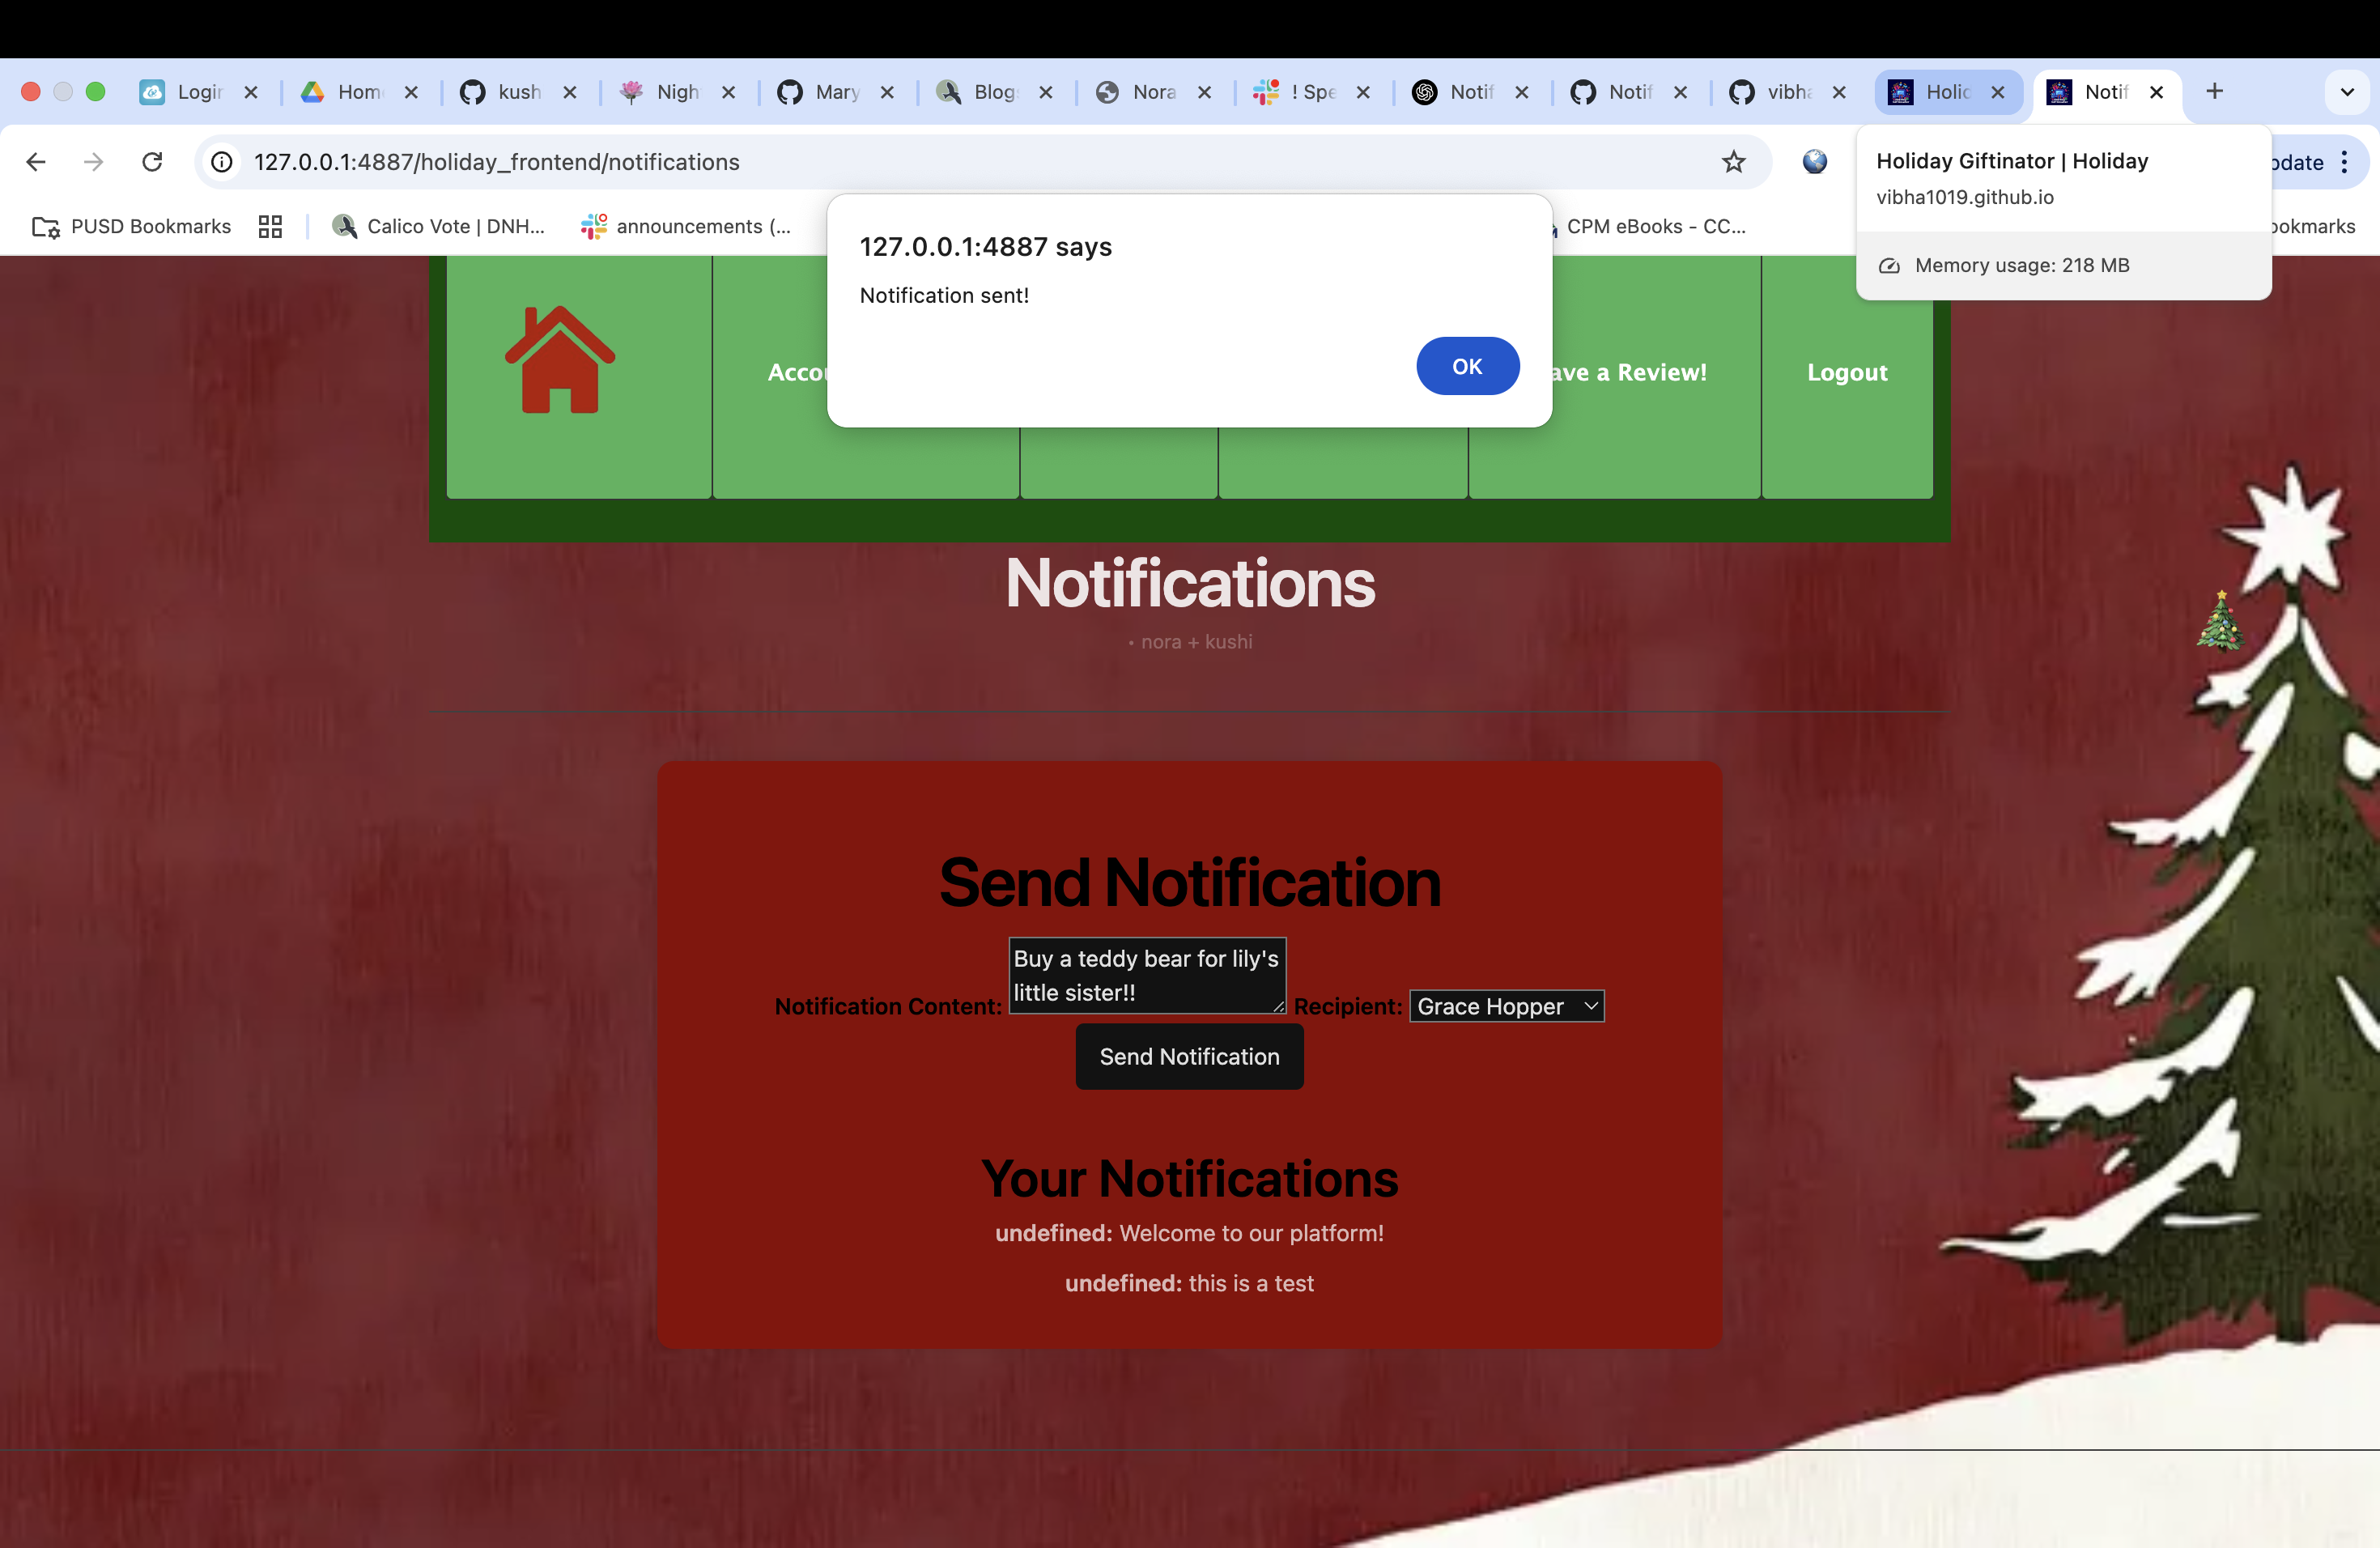 Login Home kush Nigh Mary Blog Nora ! Spe Notif Notif vibha Holic Notif
127.0.0.1:4887/holiday_frontend/notifications
Holiday Giftinator | Holiday
vibha1019.github.io
Memory usage: 218 MB
pdate
PUSD Bookmarks Calico Vote | DNH... announcements (... CPM eBooks - CC... ookmarks
127.0.0.1:4887 says
Notification sent!
OK
Accou ave a Review! Logout
Notifications
• nora + kushi
Send Notification
Notification Content: Buy a teddy bear for lily's
little sister!! Recipient: Grace Hopper
Send Notification
Your Notifications
undefined: Welcome to our platform!
undefined: this is a test